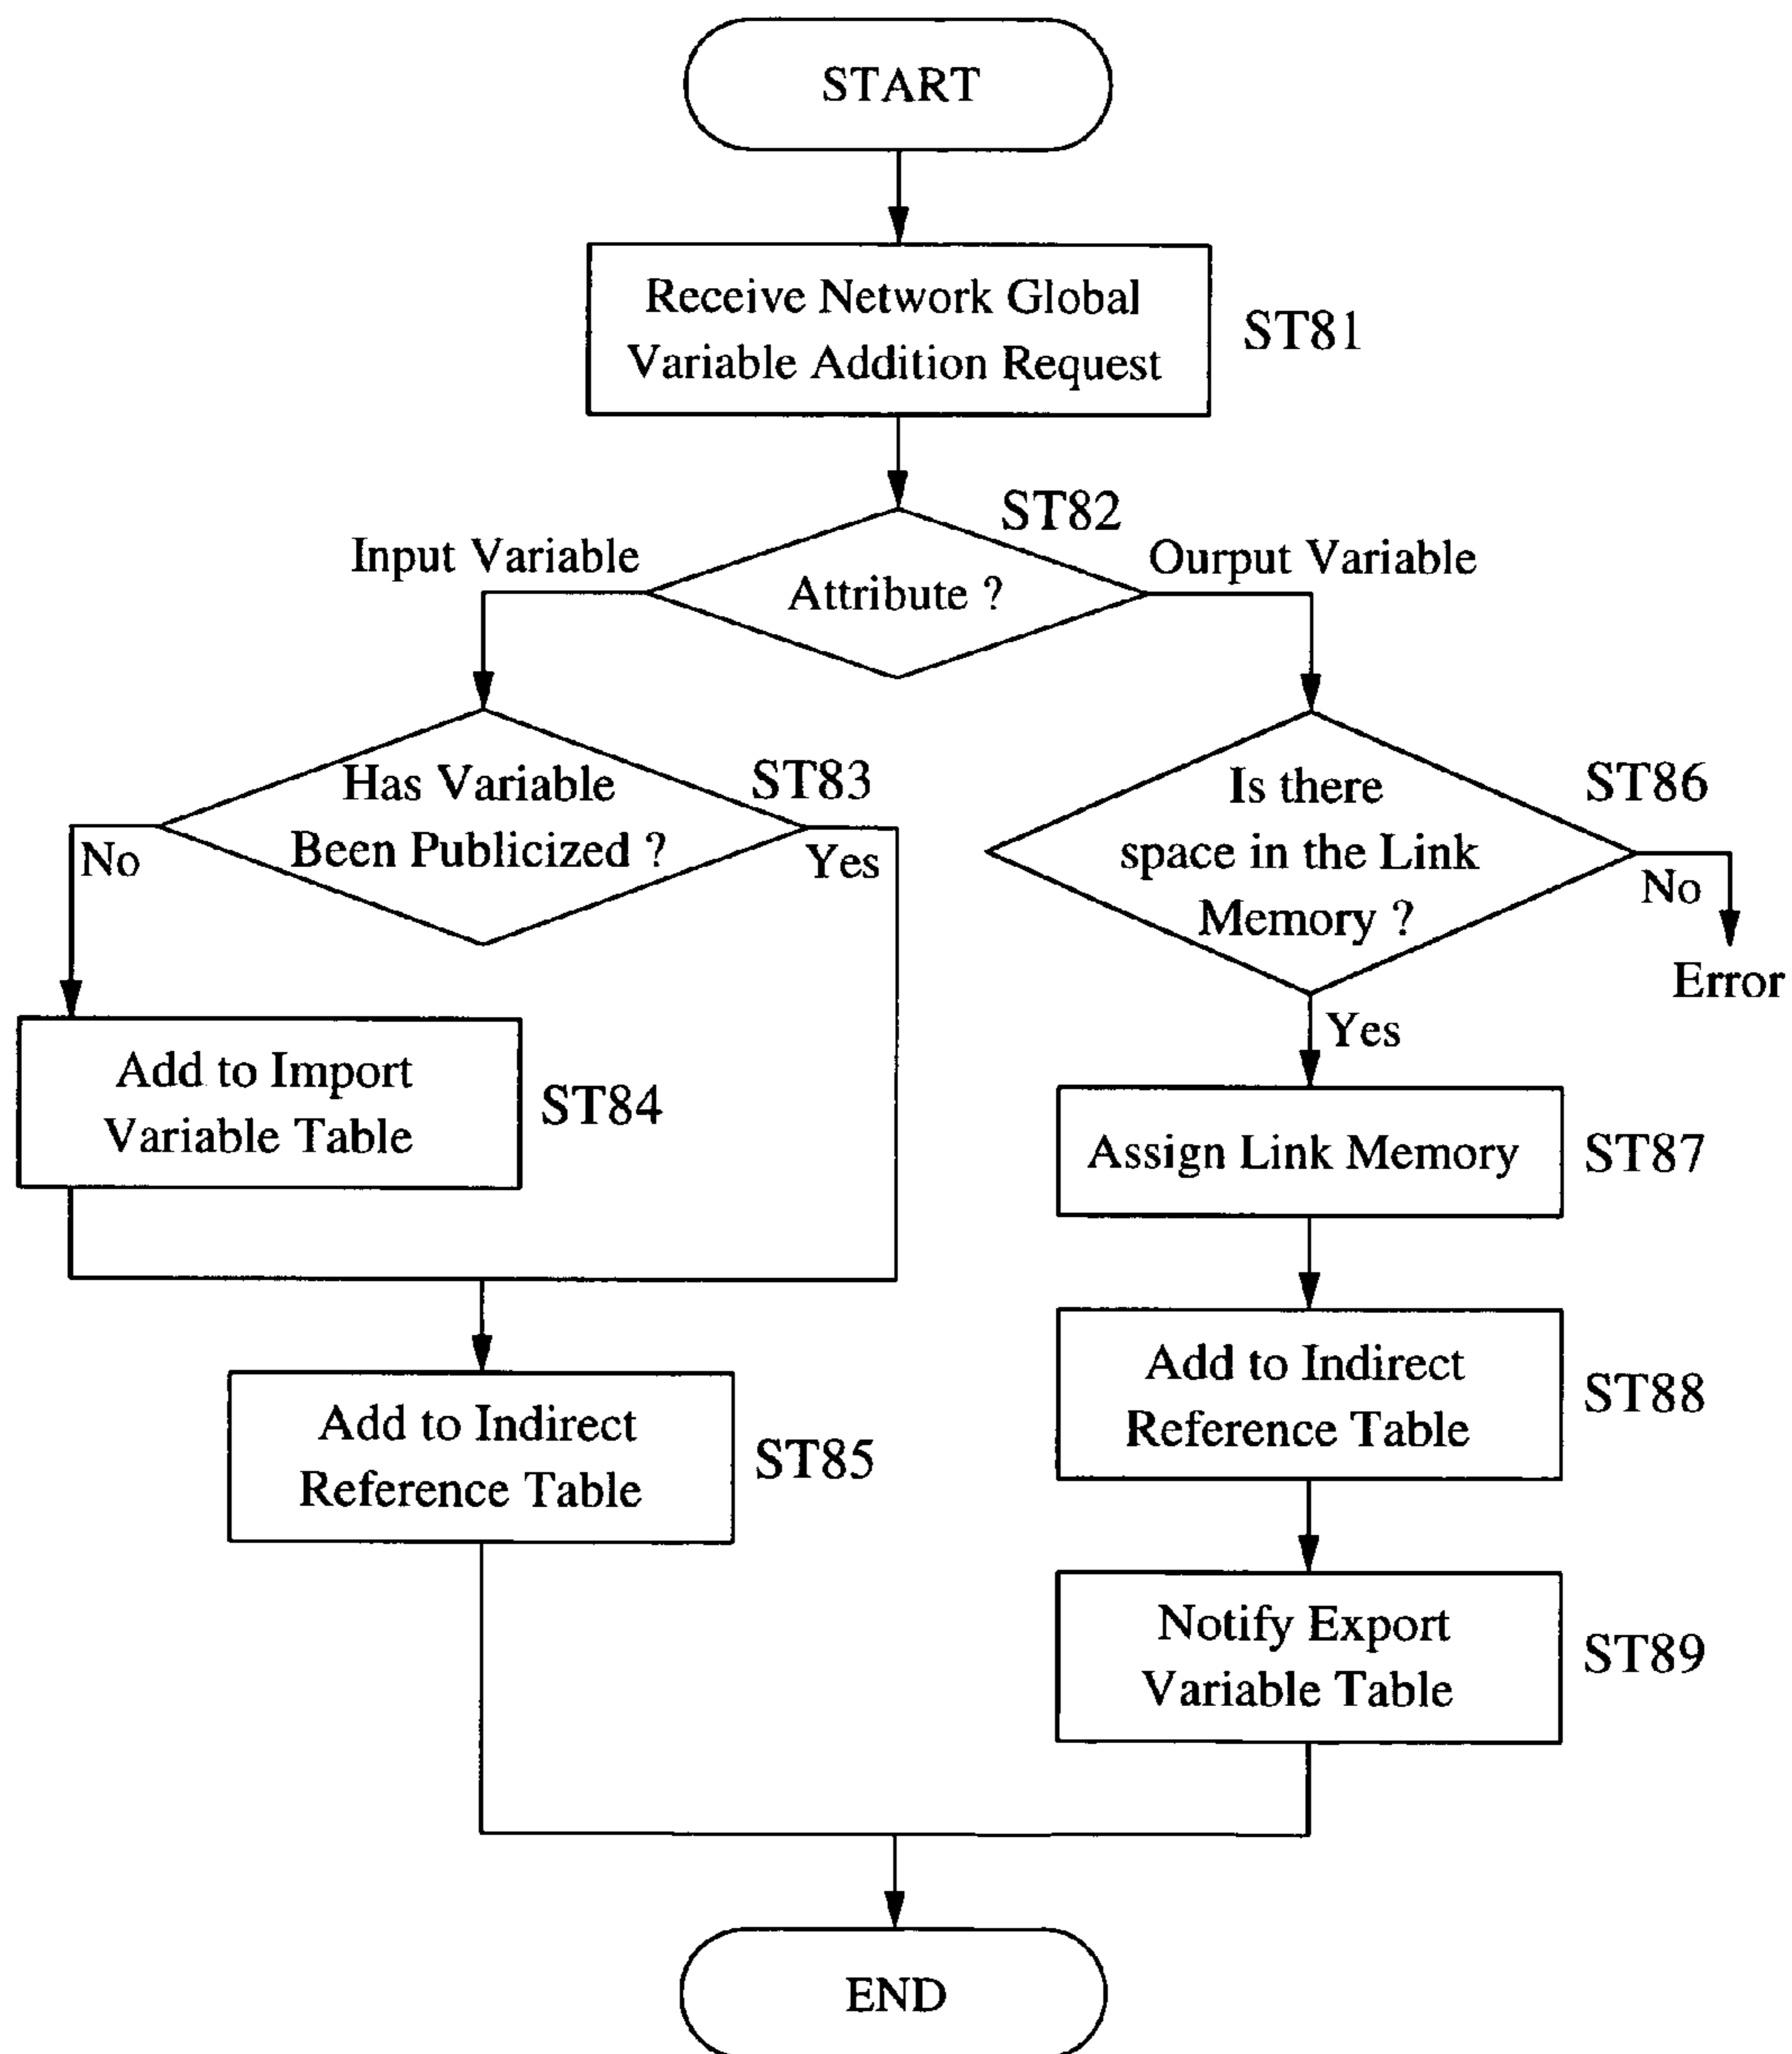 START
Receive Network Global
Variable Addition Request
ST81
ST82
Input Variable
Attribute ?
Ourput Variable
Has Variable
Been Publicized ?
ST83
No
Yes
Is there
space in the Link
Memory ?
ST86
No
Error
Yes
Add to Import
Variable Table
ST84
Assign Link Memory
ST87
Add to Indirect
Reference Table
ST85
Add to Indirect
Reference Table
ST88
Notify Export
Variable Table
ST89
END